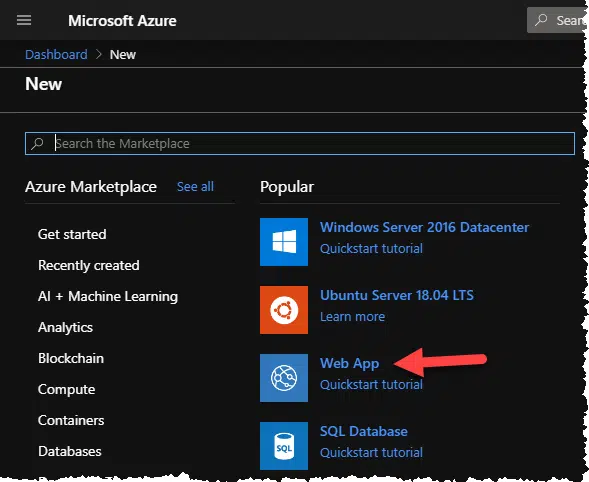 Microsoft Azure
Sear
Dashboard > New
New
Search the Marketplace
Azure Marketplace
See all
Get started
Recently created
AI + Machine Learning
Analytics
Blockchain
Compute
Containers
Databases
Popular
Windows Server 2016 Datacenter
Quickstart tutorial
Ubuntu Server 18.04 LTS
Learn more
Web App
Quickstart tutorial
SQL Database
SQL
Quickstart tutorial